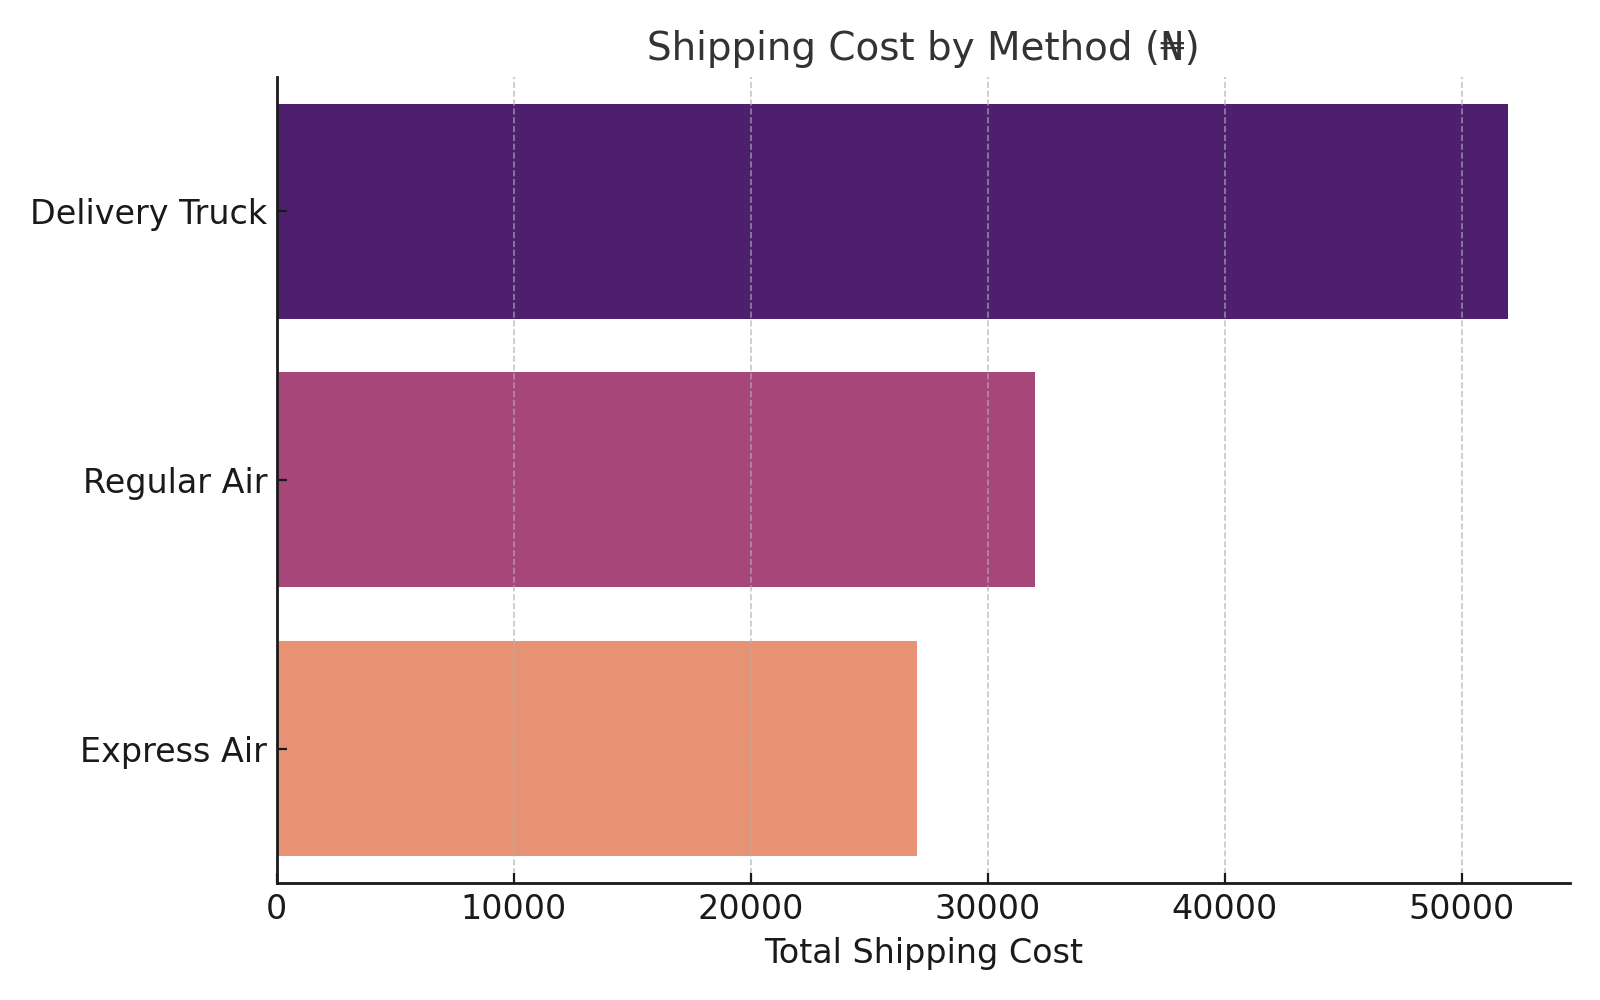 Shipping Cost by Method (₦)
Delivery Truck
Regular Air
Express Air
0 10000 20000 30000 40000 50000
Total Shipping Cost